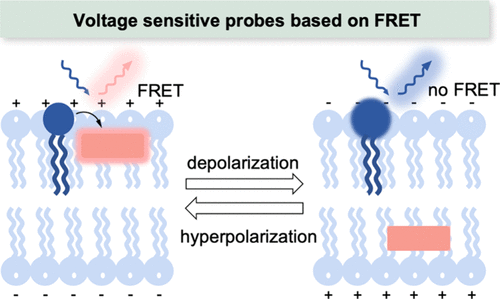 Voltage sensitive probes based on FRET
FRET
no FRET
+ + + + + +
- - - - - -
depolarization
hyperpolarization
- - - - - -
+ + + + + +